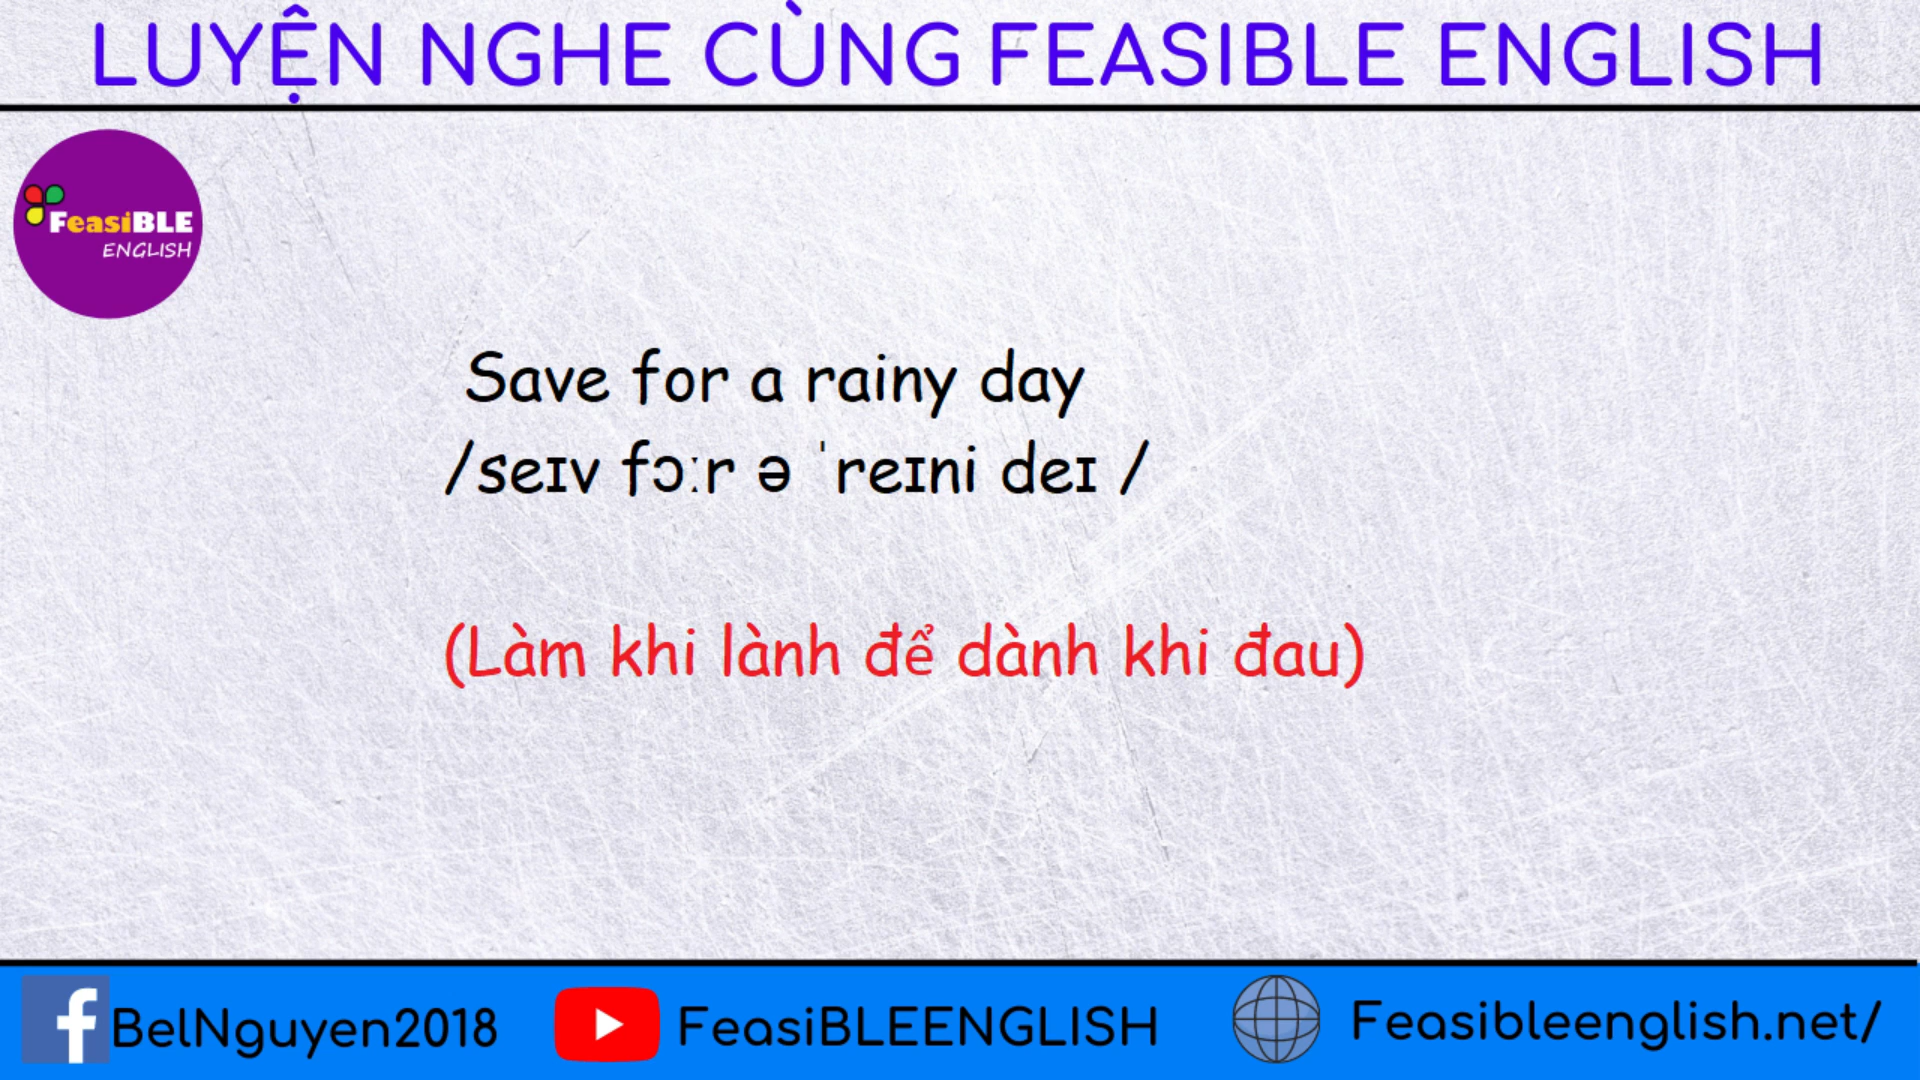 LUYỆN NGHE CÙNG FEASIBLE ENGLISH
FeasiBLE
ENGLISH
Save for a rainy day
/seɪv fɔːr ə ˈreɪni deɪ /
(Làm khi lành để dành khi đau)
f BelNguyen2018
FeasiBLEENGLISH
Feasibleenglish.net/